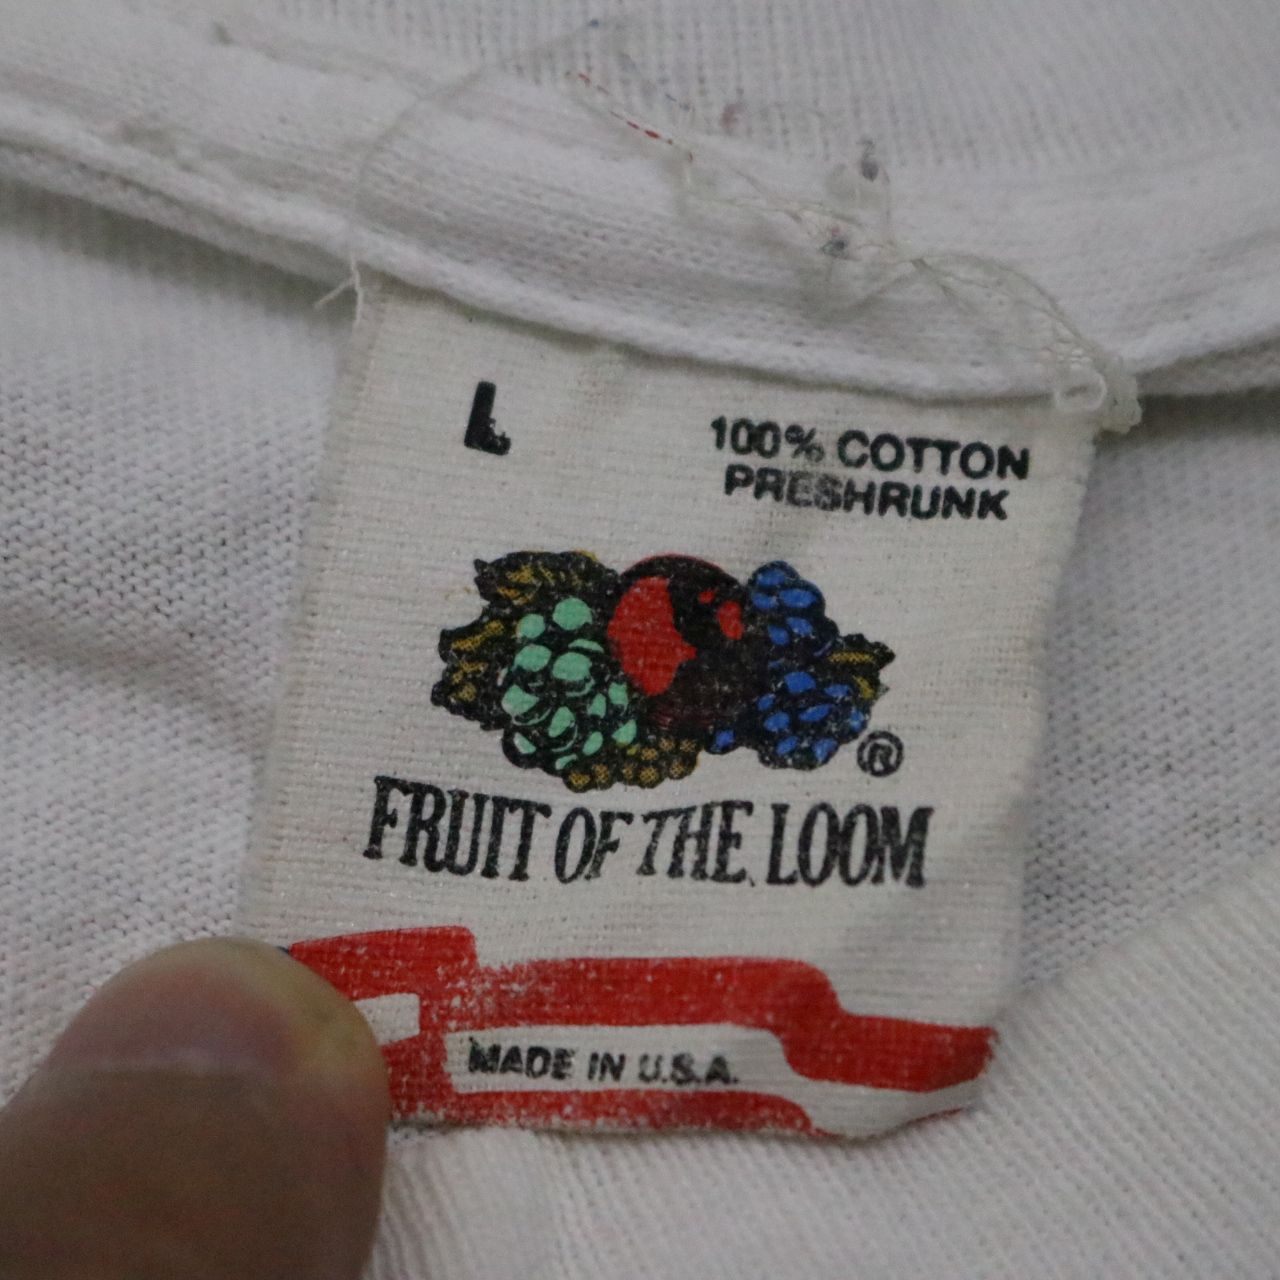 L
100% COTTON
PRESHRUNK
®
FRUIT OF THE LOOM
MADE IN U.S.A.